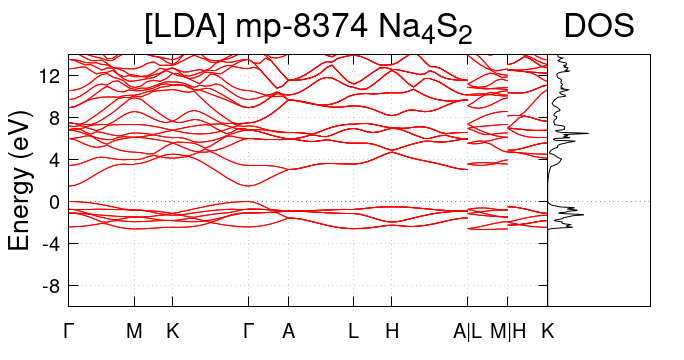 [LDA] mp-8374 Na₄S₂ DOS
Energy (eV)
12
8
4
0
-4
-8
Γ M K Γ A L H A|L M|H K